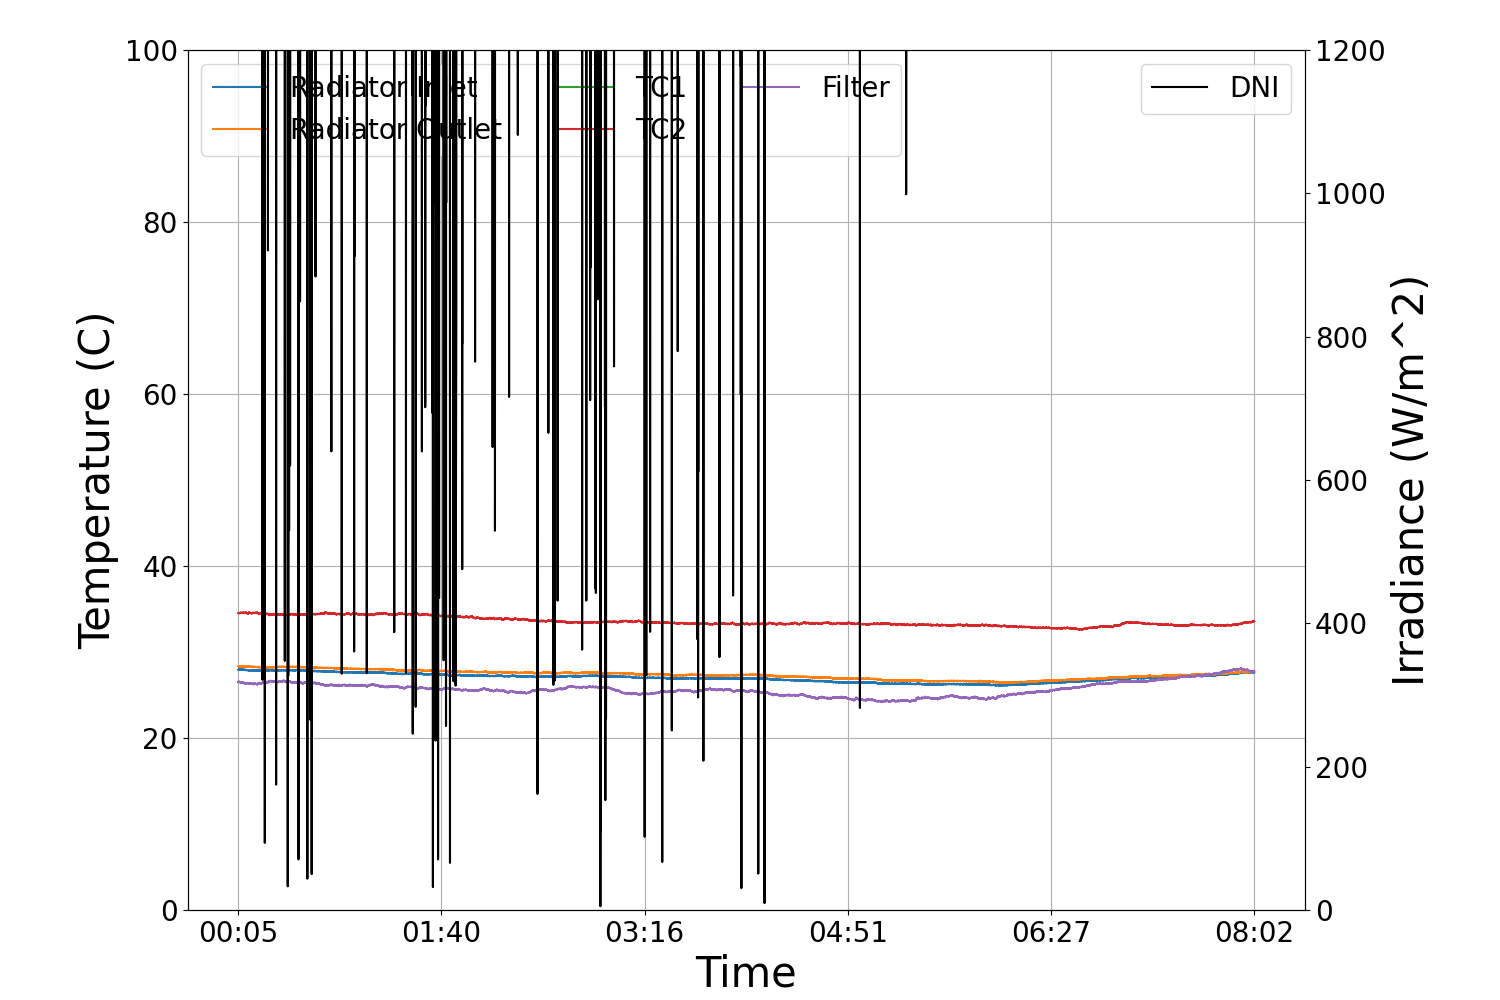 100
80
60
40
20
0
Temperature (C)
Radiator Inlet
Radiator Outlet
TC1
TC2
Filter
DNI
1200
1000
800
600
400
200
0
Irradiance (W/m^2)
00:05 01:40 03:16 04:51 06:27 08:02
Time